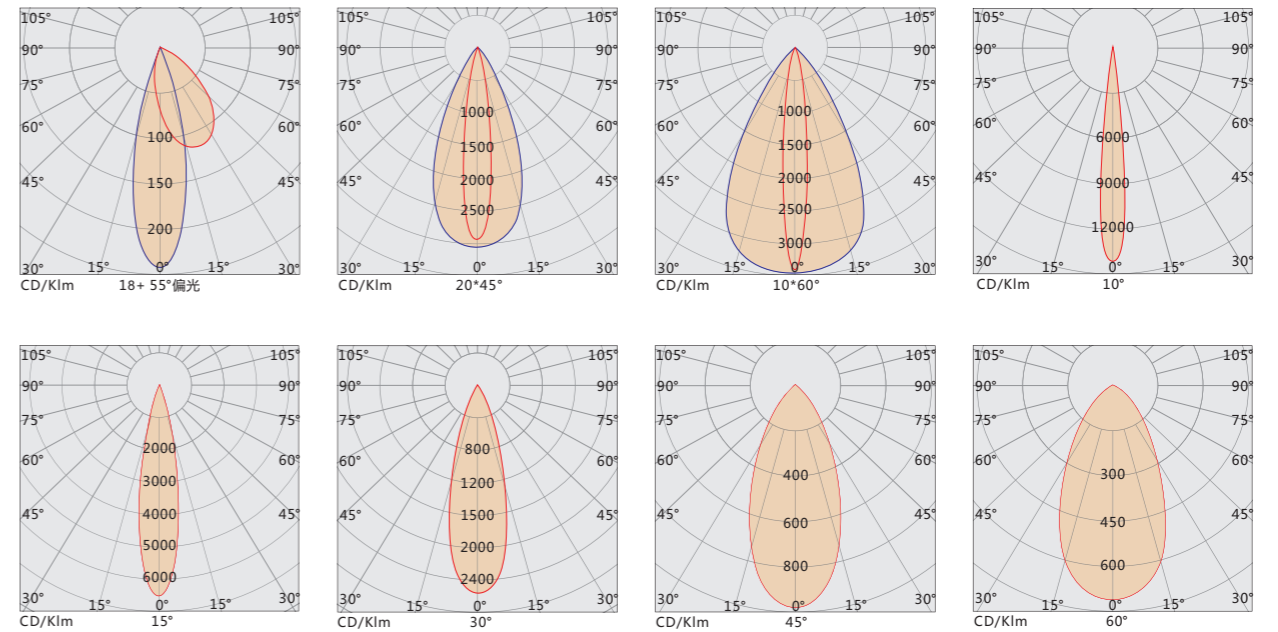 105° 105° 105° 105° 105° 105° 105° 105°
90° 90° 90° 90° 90° 90° 90° 90°
75° 75° 75° 75° 75° 75° 75° 75°
1000 1000
60° 60° 60° 60° 60° 60° 60° 60°
100 1500 1500 6000
45° 45° 45° 45° 45° 45° 45° 45°
150 2000 2000 9000
200 2500 2500 12000
3000
30° 15° 0° 15° 30° 30° 15° 0° 15° 30° 30° 15° 0° 15° 30° 30° 15° 0° 15° 30°
CD/Klm 18+ 55°偏光 CD/Klm 20*45° CD/Klm 10*60° CD/Klm 10°
105° 105° 105° 105° 105° 105° 105° 105°
90° 90° 90° 90° 90° 90° 90° 90°
75° 75° 75° 75° 75° 75° 75° 75°
2000 800
60° 60° 60° 60° 60° 60° 60° 60°
3000 1200 400 300
45° 45° 45° 45° 45° 45° 45° 45°
4000 1500 600 450
5000 2000 800 600
6000 2400
30° 15° 0° 15° 30° 30° 15° 0° 15° 30° 30° 15° 0° 15° 30° 30° 15° 0° 15° 30°
CD/Klm 15° CD/Klm 30° CD/Klm 45° CD/Klm 60°